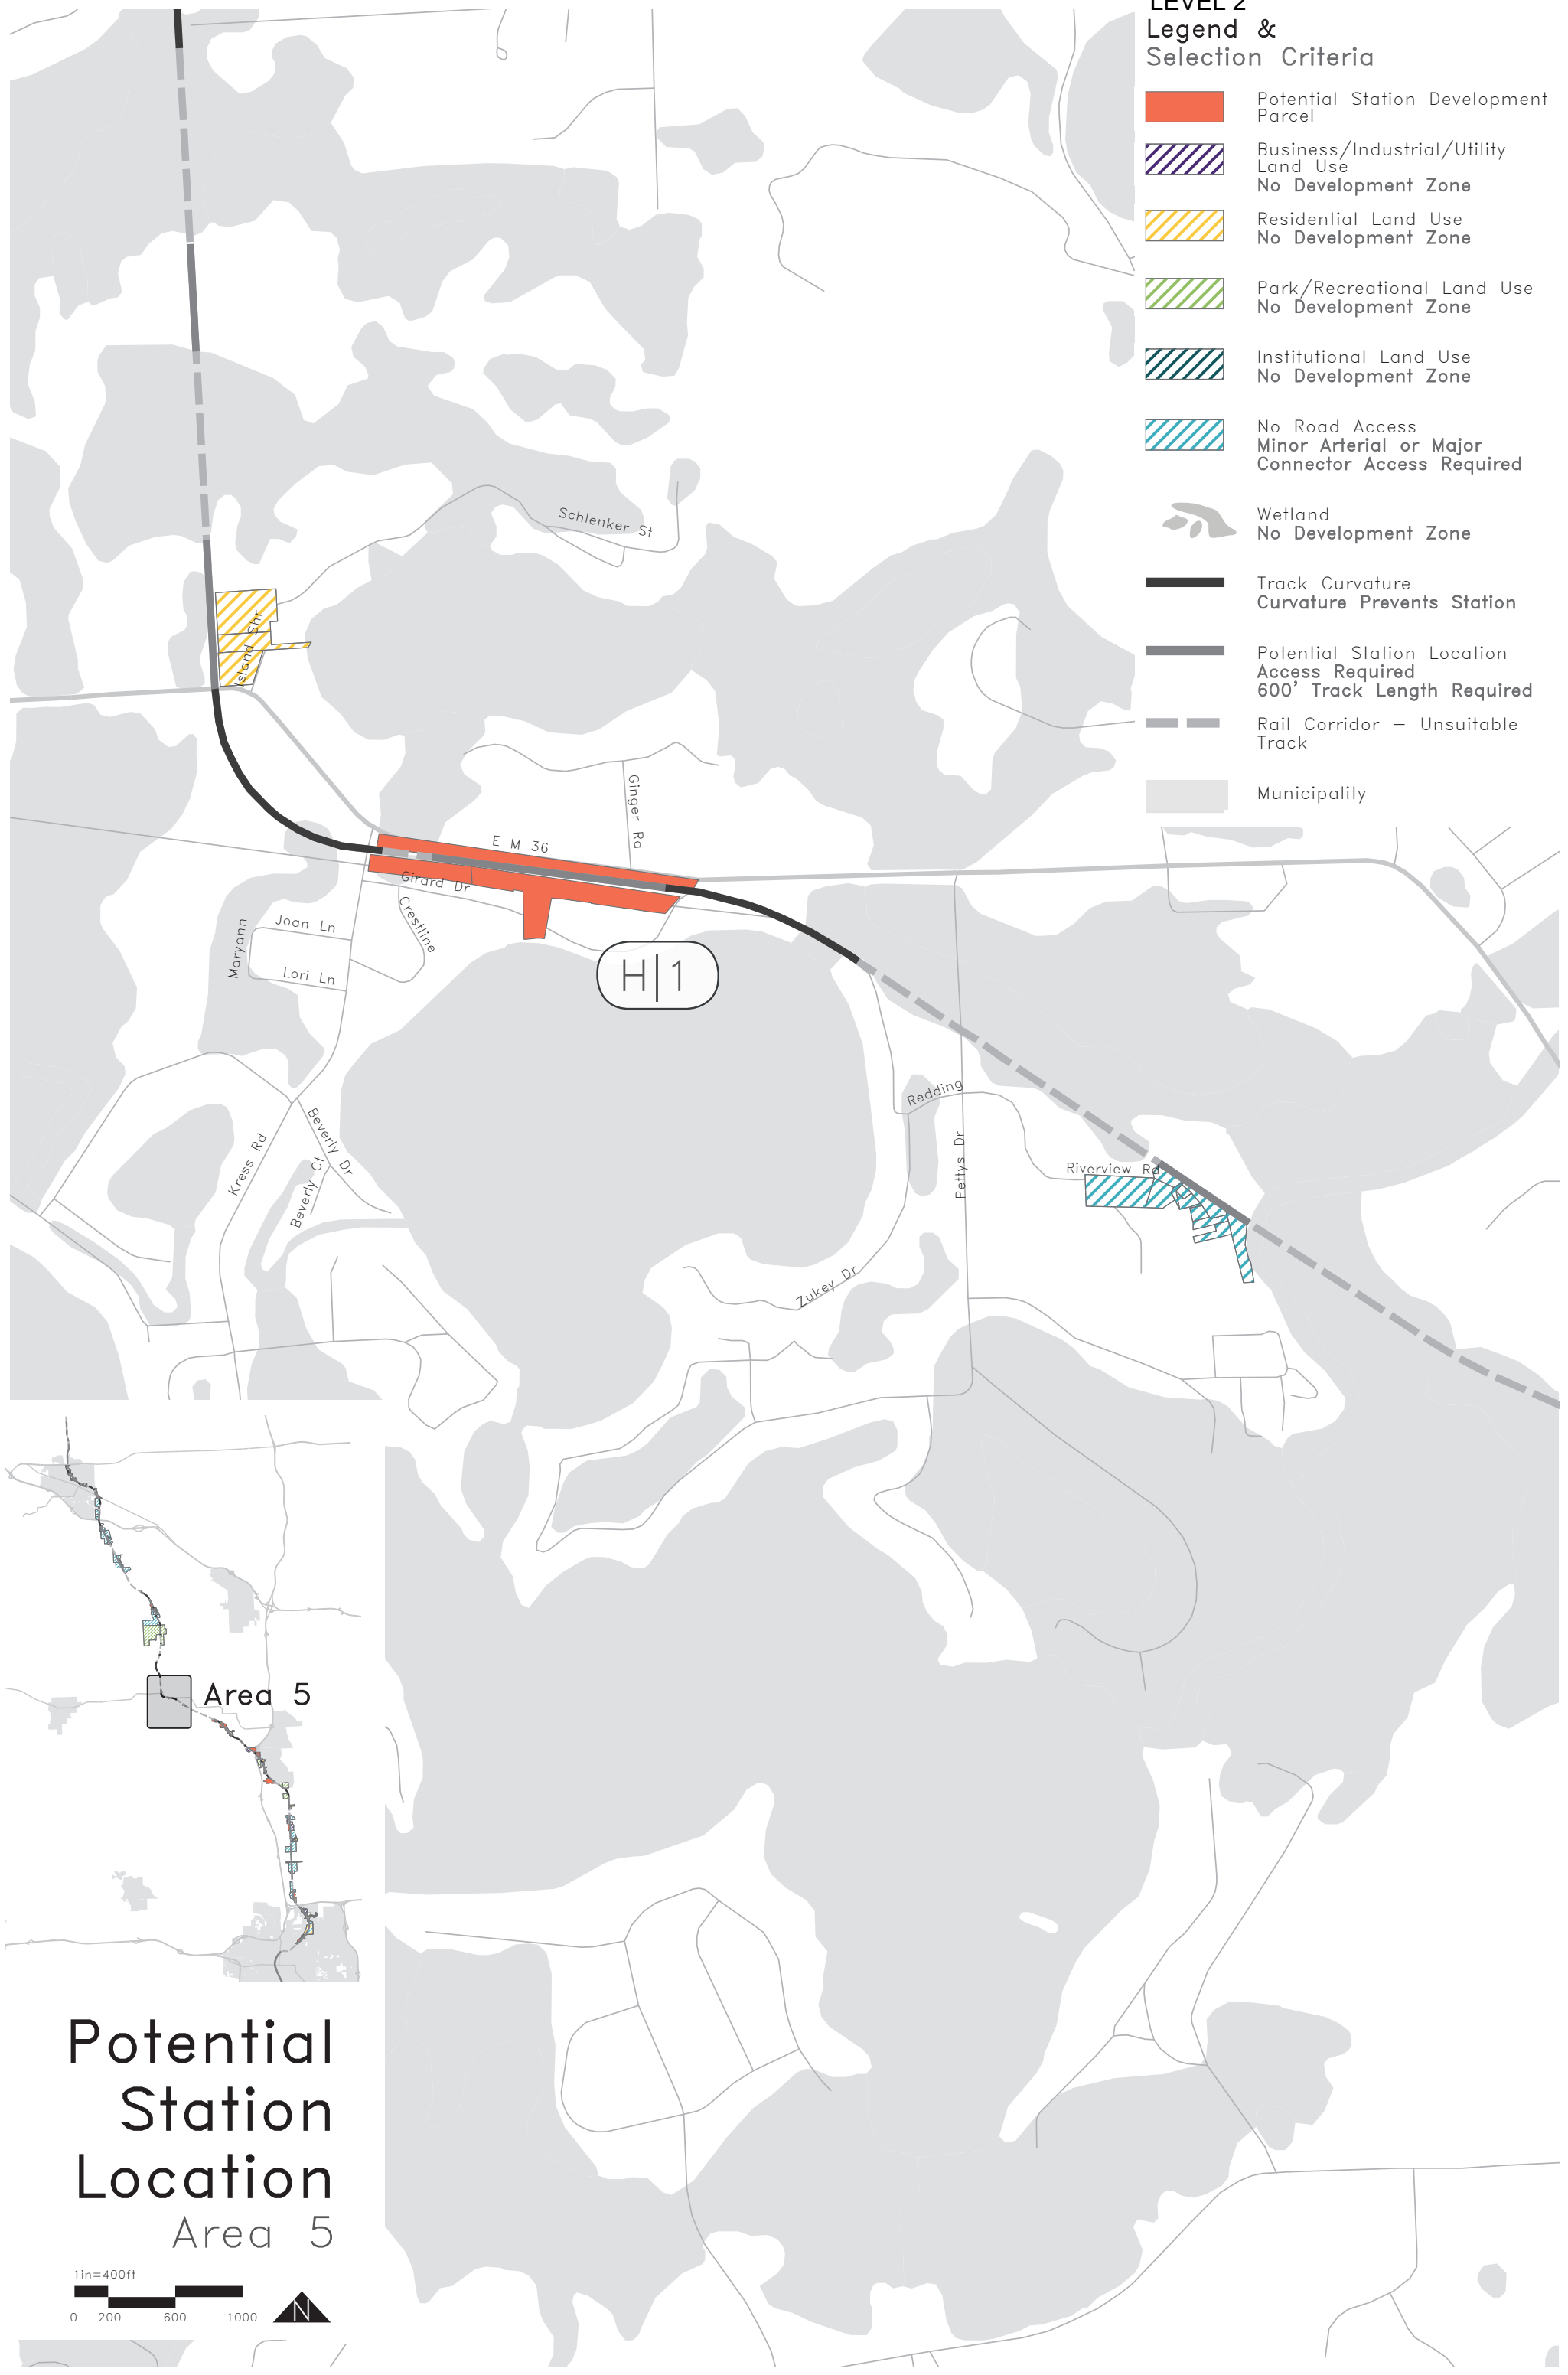 LEVEL 2
Legend &
Selection Criteria
Potential Station Development
Parcel
Business/Industrial/Utility
Land Use
No Development Zone
Residential Land Use
No Development Zone
Park/Recreational Land Use
No Development Zone
Institutional Land Use
No Development Zone
No Road Access
Minor Arterial or Major
Connector Access Required
Wetland
No Development Zone
Track Curvature
Curvature Prevents Station
Potential Station Location
Access Required
600' Track Length Required
Rail Corridor – Unsuitable
Track
Municipality
Schlenker St
Island Shr
Ginger Rd
E M 36
Girard Dr
Crestline
Joan Ln
Maryann
Lori Ln
H|1
Redding
Beverly Dr
Kress Rd
Beverly Ct
Pettys Dr
Riverview Rd
Zukey Dr
Area 5
Potential
Station
Location
Area 5
1in=400ft
0 200 600 1000
N